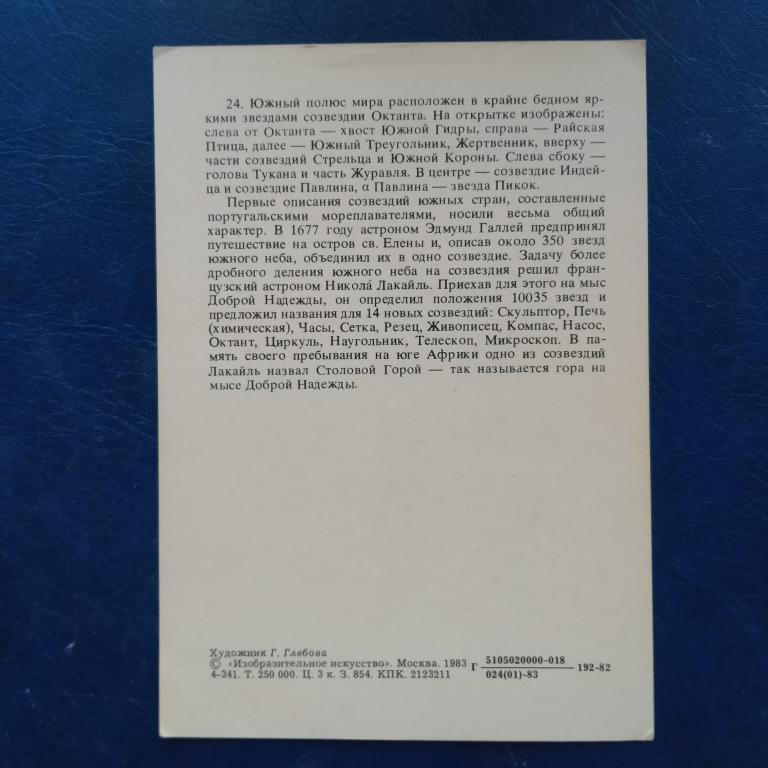 24. Южный полюс мира расположен в крайне бедном яр-
кими звездами созвездии Октанта. На открытке изображены:
слева от Октанта — хвост Южной Гидры, справа — Райская
Птица, далее — Южный Треугольник, Жертвенник, вверху —
части созвездий Стрельца и Южной Короны. Слева сбоку —
голова Тукана и часть Журавля. В центре — созвездие Индей-
ца и созвездие Павлина, α Павлина — звезда Пикок.
Первые описания созвездий южных стран, составленные
португальскими мореплавателями, носили весьма общий
характер. В 1677 году астроном Эдмунд Галлей предпринял
путешествие на остров св. Елены и, описав около 350 звезд
южного неба, объединил их в одно созвездие. Задачу более
дробного деления южного неба на созвездия решил фран-
цузский астроном Никола́ Лакайль. Приехав для этого на мыс
Доброй Надежды, он определил положения 10035 звезд и
предложил названия для 14 новых созвездий: Скульптор, Печь
(химическая), Часы, Сетка, Резец, Живописец, Компас, Насос,
Октант, Циркуль, Наугольник, Телескоп, Микроскоп. В па-
мять своего пребывания на юге Африки одно из созвездий
Лакайль назвал Столовой Горой — так называется гора на
мысе Доброй Надежды.
Художник Г. Глебова
© «Изобразительное искусство». Москва. 1983
4-341. Т. 250 000. Ц. 3 к. З. 854. КПК. 2123211
Г 5105020000-018 192-82
024(01)-83